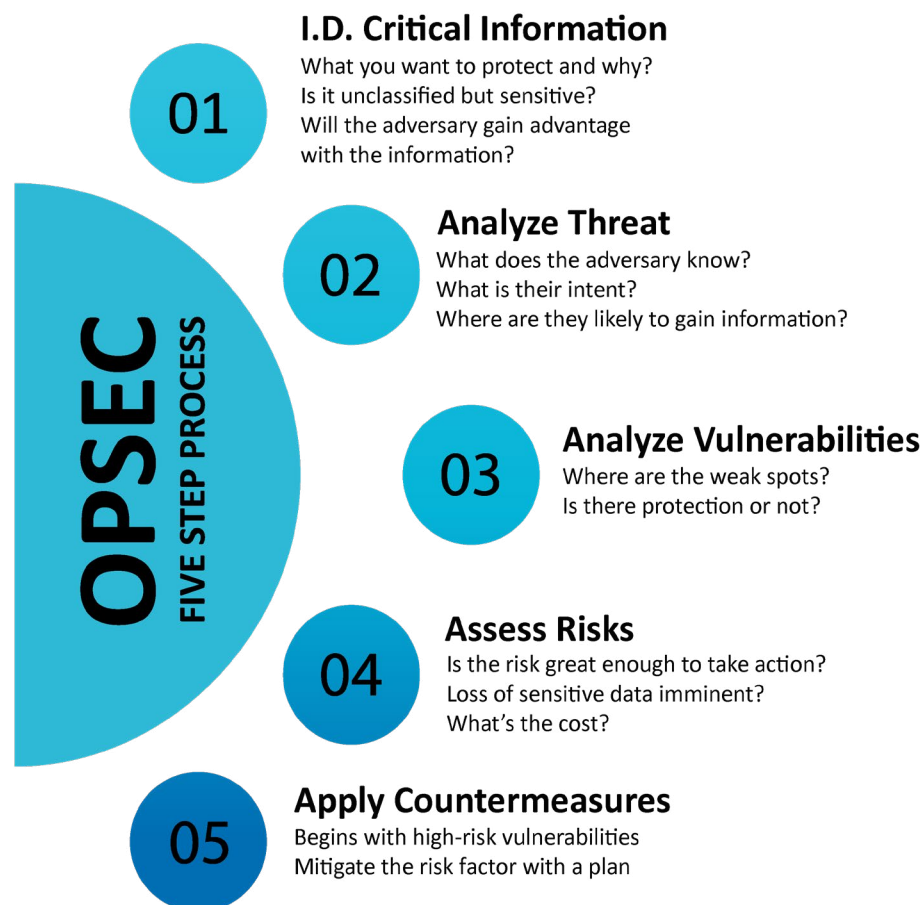 OPSEC
FIVE STEP PROCESS
01
I.D. Critical Information
What you want to protect and why?
Is it unclassified but sensitive?
Will the adversary gain advantage
with the information?
02
Analyze Threat
What does the adversary know?
What is their intent?
Where are they likely to gain information?
03
Analyze Vulnerabilities
Where are the weak spots?
Is there protection or not?
04
Assess Risks
Is the risk great enough to take action?
Loss of sensitive data imminent?
What's the cost?
05
Apply Countermeasures
Begins with high-risk vulnerabilities
Mitigate the risk factor with a plan